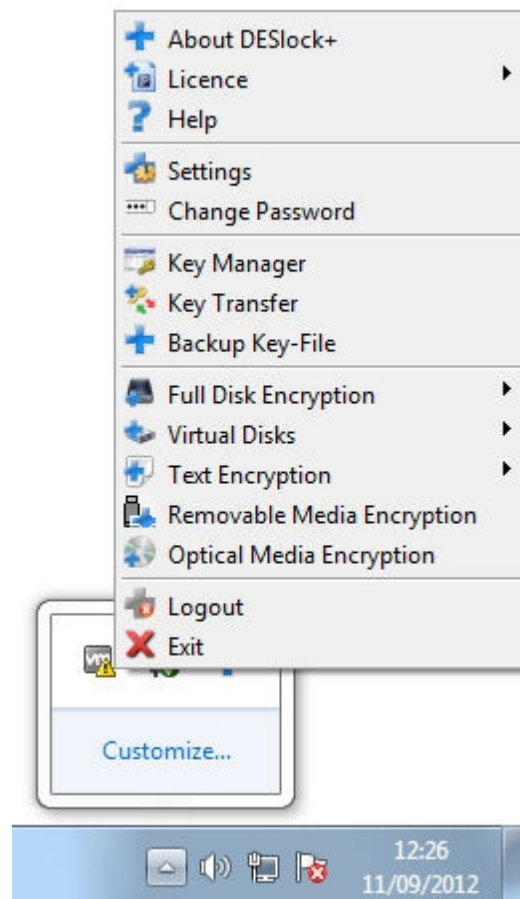 About DESlock+
Licence
Help
Settings
Change Password
Key Manager
Key Transfer
Backup Key-File
Full Disk Encryption
Virtual Disks
Text Encryption
Removable Media Encryption
Optical Media Encryption
Logout
Exit
vm
Customize...
12:26
11/09/2012